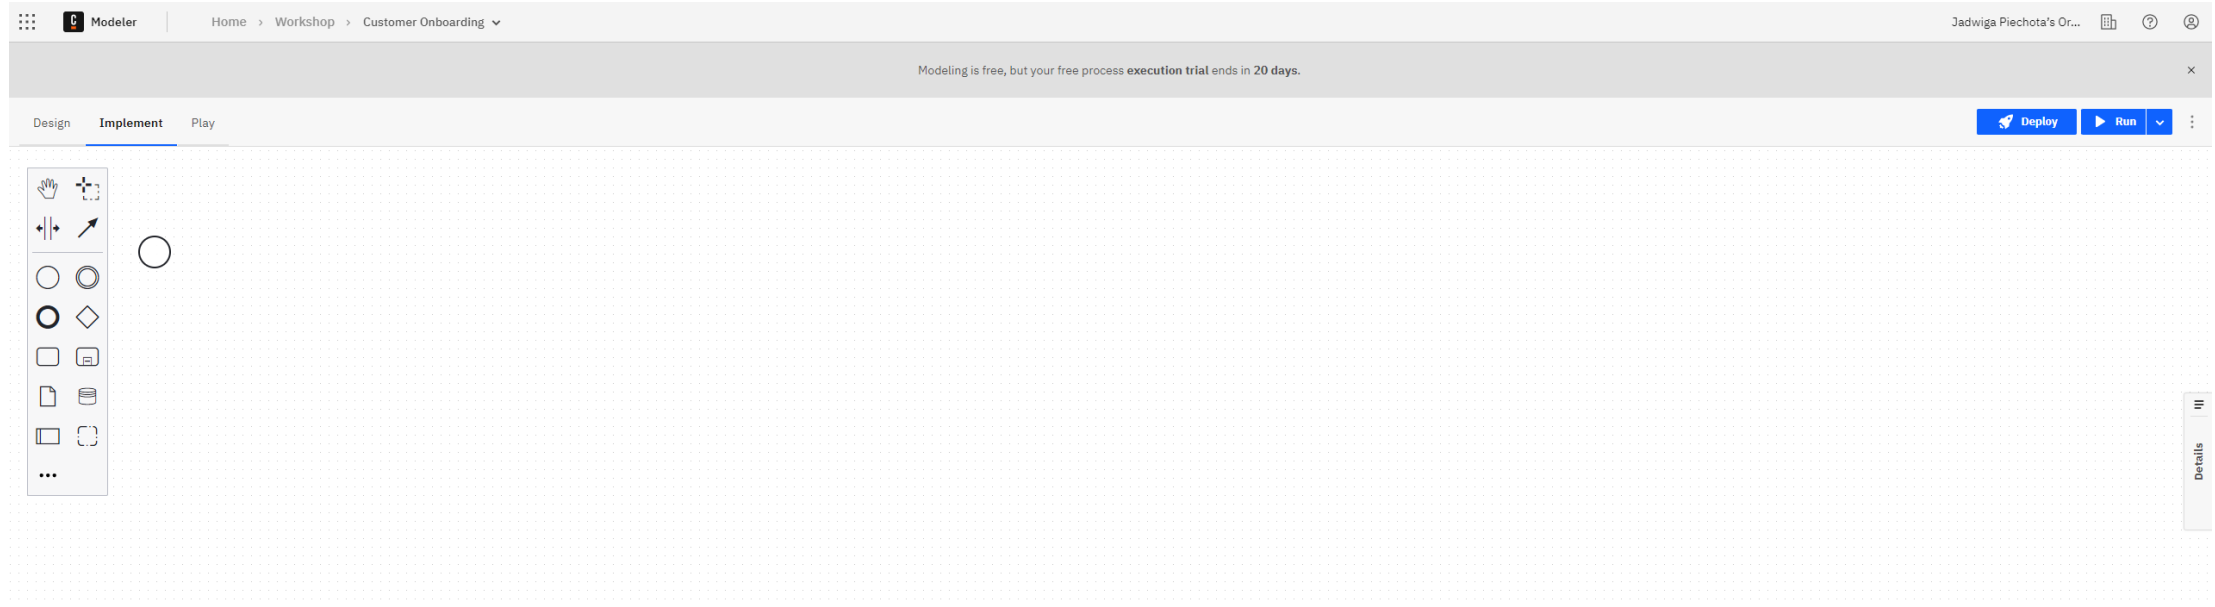 Modeler
Home › Workshop › Customer Onboarding
Jadwiga Piechota's Or...
Modeling is free, but your free process execution trial ends in 20 days.
Design Implement Play
Deploy Run
Details